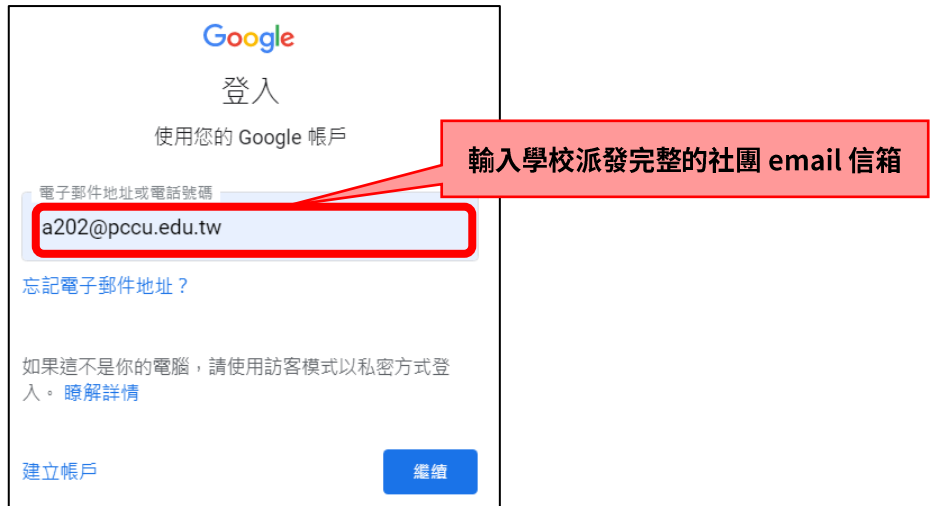 Google
登入
使用您的 Google 帳戶
輸入學校派發完整的社團 email 信箱
電子郵件地址或電話號碼
a202@pccu.edu.tw
忘記電子郵件地址？
如果這不是你的電腦，請使用訪客模式以私密方式登
入。瞭解詳情
建立帳戶
繼續